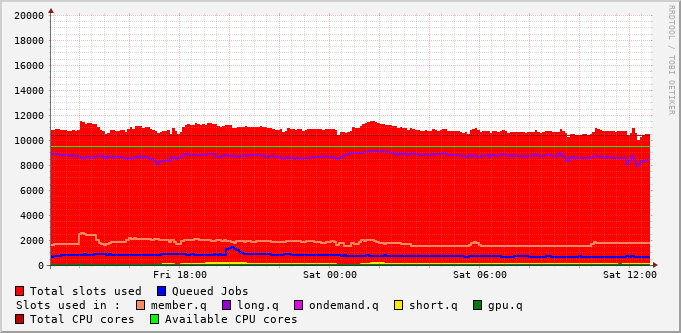 20000
18000
16000
14000
12000
10000
8000
6000
4000
2000
0
Fri 18:00 Sat 00:00 Sat 06:00 Sat 12:00
RRDTOOL / TOBI OETIKER
Total slots used Queued Jobs
Slots used in : member.q long.q ondemand.q short.q gpu.q
Total CPU cores Available CPU cores